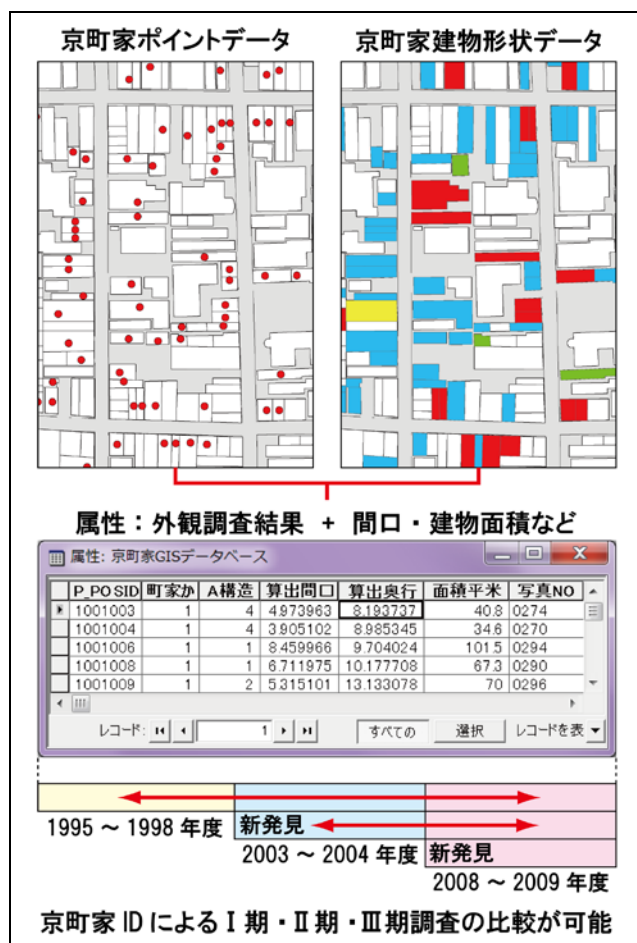 京町家ポイントデータ
京町家建物形状データ
属性:外観調査結果 + 間口・建物面積など
属性: 京町家GISデータベース
P_POSID 町家か A構造 算出間口 算出奥行 面積平米 写真NO
1001003 1 4 4.973963 8.193737 40.8 0274
1001004 1 4 3.905102 8.985345 34.6 0270
1001006 1 1 8.459966 9.704024 101.5 0294
1001008 1 1 6.711975 10.177708 67.3 0290
1001009 1 2 5.315101 13.133078 70 0296
レコード: 1 すべての 選択 レコードを表
1995 ~ 1998 年度
新発見
2003 ~ 2004 年度
新発見
2008 ~ 2009 年度
京町家 ID によるⅠ期・Ⅱ期・Ⅲ期調査の比較が可能